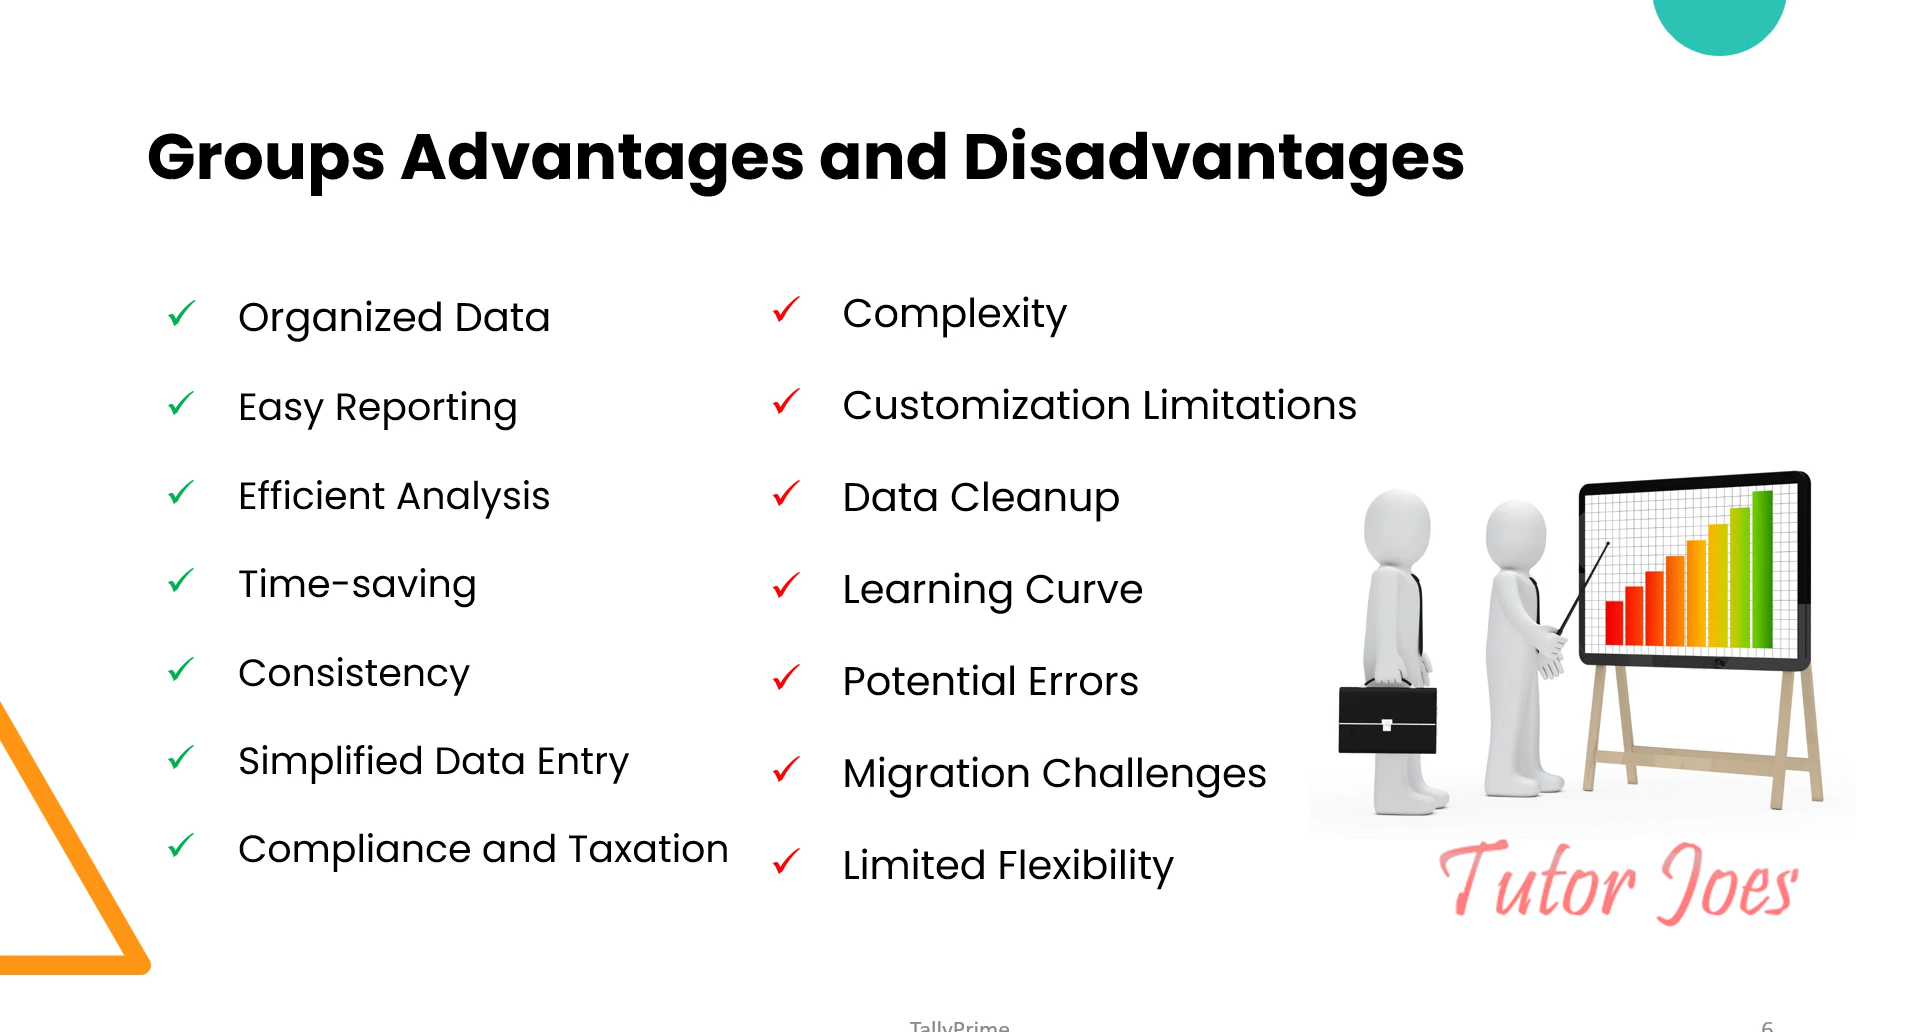 Groups Advantages and Disadvantages
Organized Data
Easy Reporting
Efficient Analysis
Time-saving
Consistency
Simplified Data Entry
Compliance and Taxation
Complexity
Customization Limitations
Data Cleanup
Learning Curve
Potential Errors
Migration Challenges
Limited Flexibility
Tutor Joes
TallyPrime
6